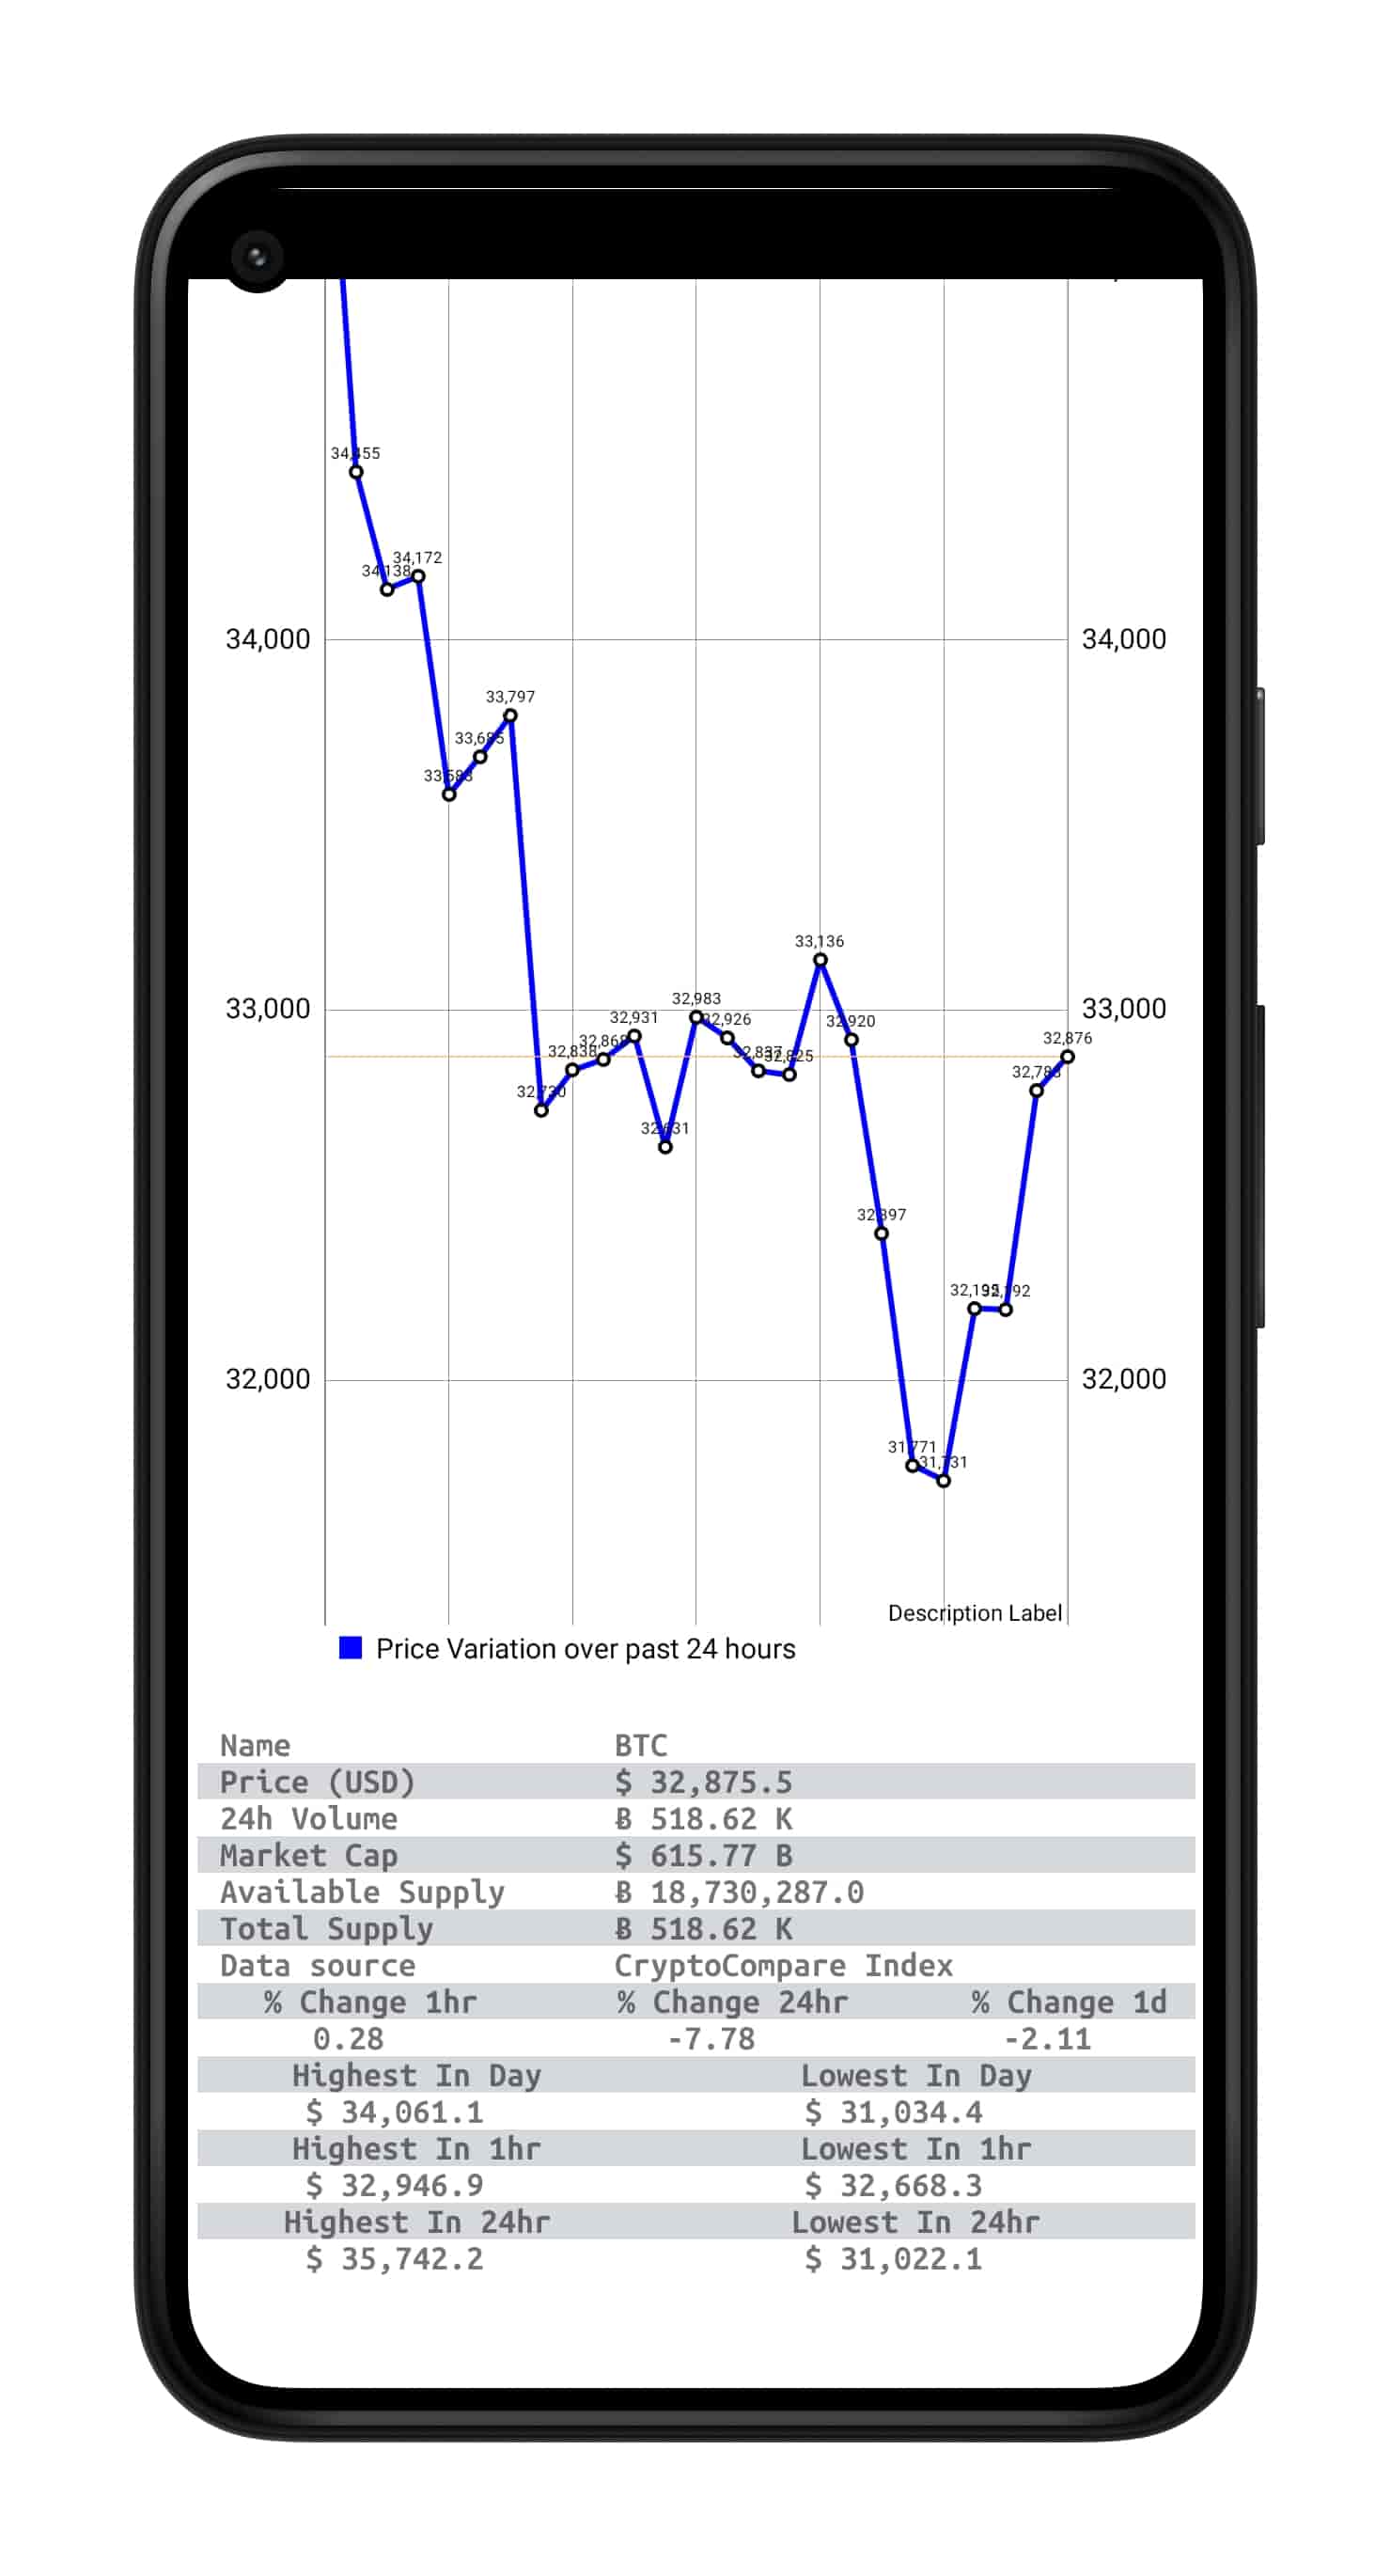 34,455
34,172
34,138
34,000 34,000
33,797
33,685
33,583
33,136
33,000 33,000
32,983
32,931
32,926
32,920
32,876
32,868
32,838
32,837
32,825
32,783
32,730
32,631
32,397
32,192
32,000 32,000
31,771
31,731
Description Label
Price Variation over past 24 hours
Name BTC
Price (USD) $ 32,875.5
24h Volume Ƀ 518.62 K
Market Cap $ 615.77 B
Available Supply Ƀ 18,730,287.0
Total Supply Ƀ 518.62 K
Data source CryptoCompare Index
% Change 1hr % Change 24hr % Change 1d
0.28 -7.78 -2.11
Highest In Day Lowest In Day
$ 34,061.1 $ 31,034.4
Highest In 1hr Lowest In 1hr
$ 32,946.9 $ 32,668.3
Highest In 24hr Lowest In 24hr
$ 35,742.2 $ 31,022.1